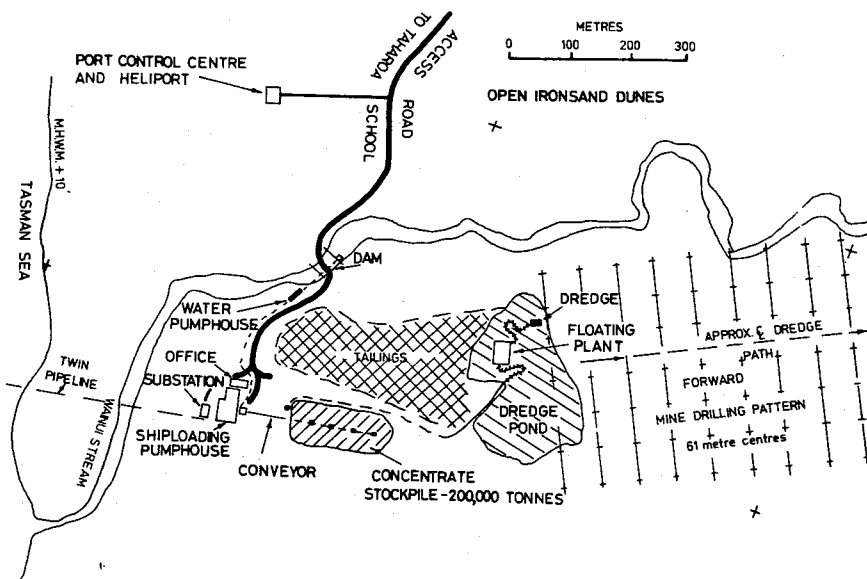 METRES
0 100 200 300
TO TAHAROA
ACCESS
ROAD
SCHOOL
PORT CONTROL CENTRE
AND HELIPORT
OPEN IRONSAND DUNES
M.H.W.M. +10
TASMAN SEA
DAM
WATER
PUMPHOUSE
DREDGE
FLOATING
PLANT
APPROX. ℄ DREDGE
PATH
FORWARD
MINE DRILLING PATTERN
61 metre centres
TAILINGS
OFFICE
SUBSTATION
TWIN
PIPELINE
WAINUI STREAM
DREDGE
POND
SHIPLOADING
PUMPHOUSE
CONVEYOR
CONCENTRATE
STOCKPILE - 200,000 TONNES